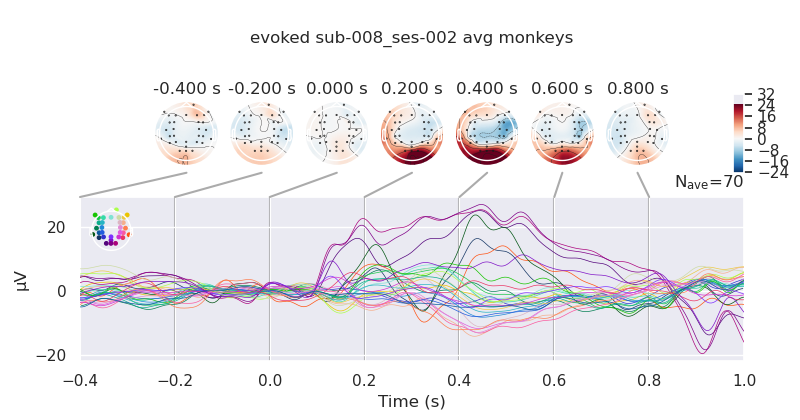 evoked sub-008_ses-002 avg monkeys
-0.400 s -0.200 s 0.000 s 0.200 s 0.400 s 0.600 s 0.800 s
32
24
16
8
0
−8
−16
−24
Nave=70
20
0
−20
µV
−0.4 −0.2 0.0 0.2 0.4 0.6 0.8 1.0
Time (s)